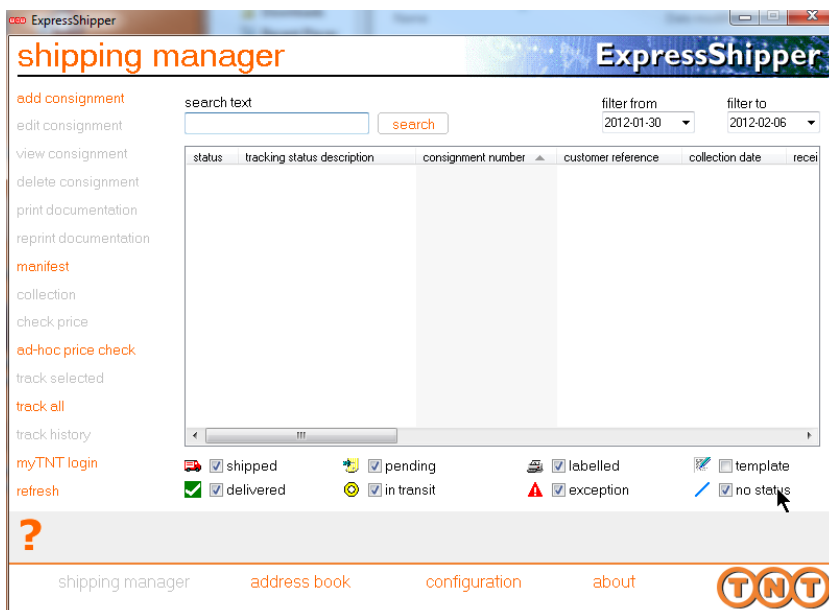 ExpressShipper
shipping manager
ExpressShipper
add consignment
edit consignment
view consignment
delete consignment
print documentation
reprint documentation
manifest
collection
check price
ad-hoc price check
track selected
track all
track history
myTNT login
refresh
search text
search
filter from
2012-01-30
filter to
2012-02-06
status tracking status description consignment number customer reference collection date recei
shipped pending labelled template
delivered in transit exception no status
?
shipping manager address book configuration about
TNT